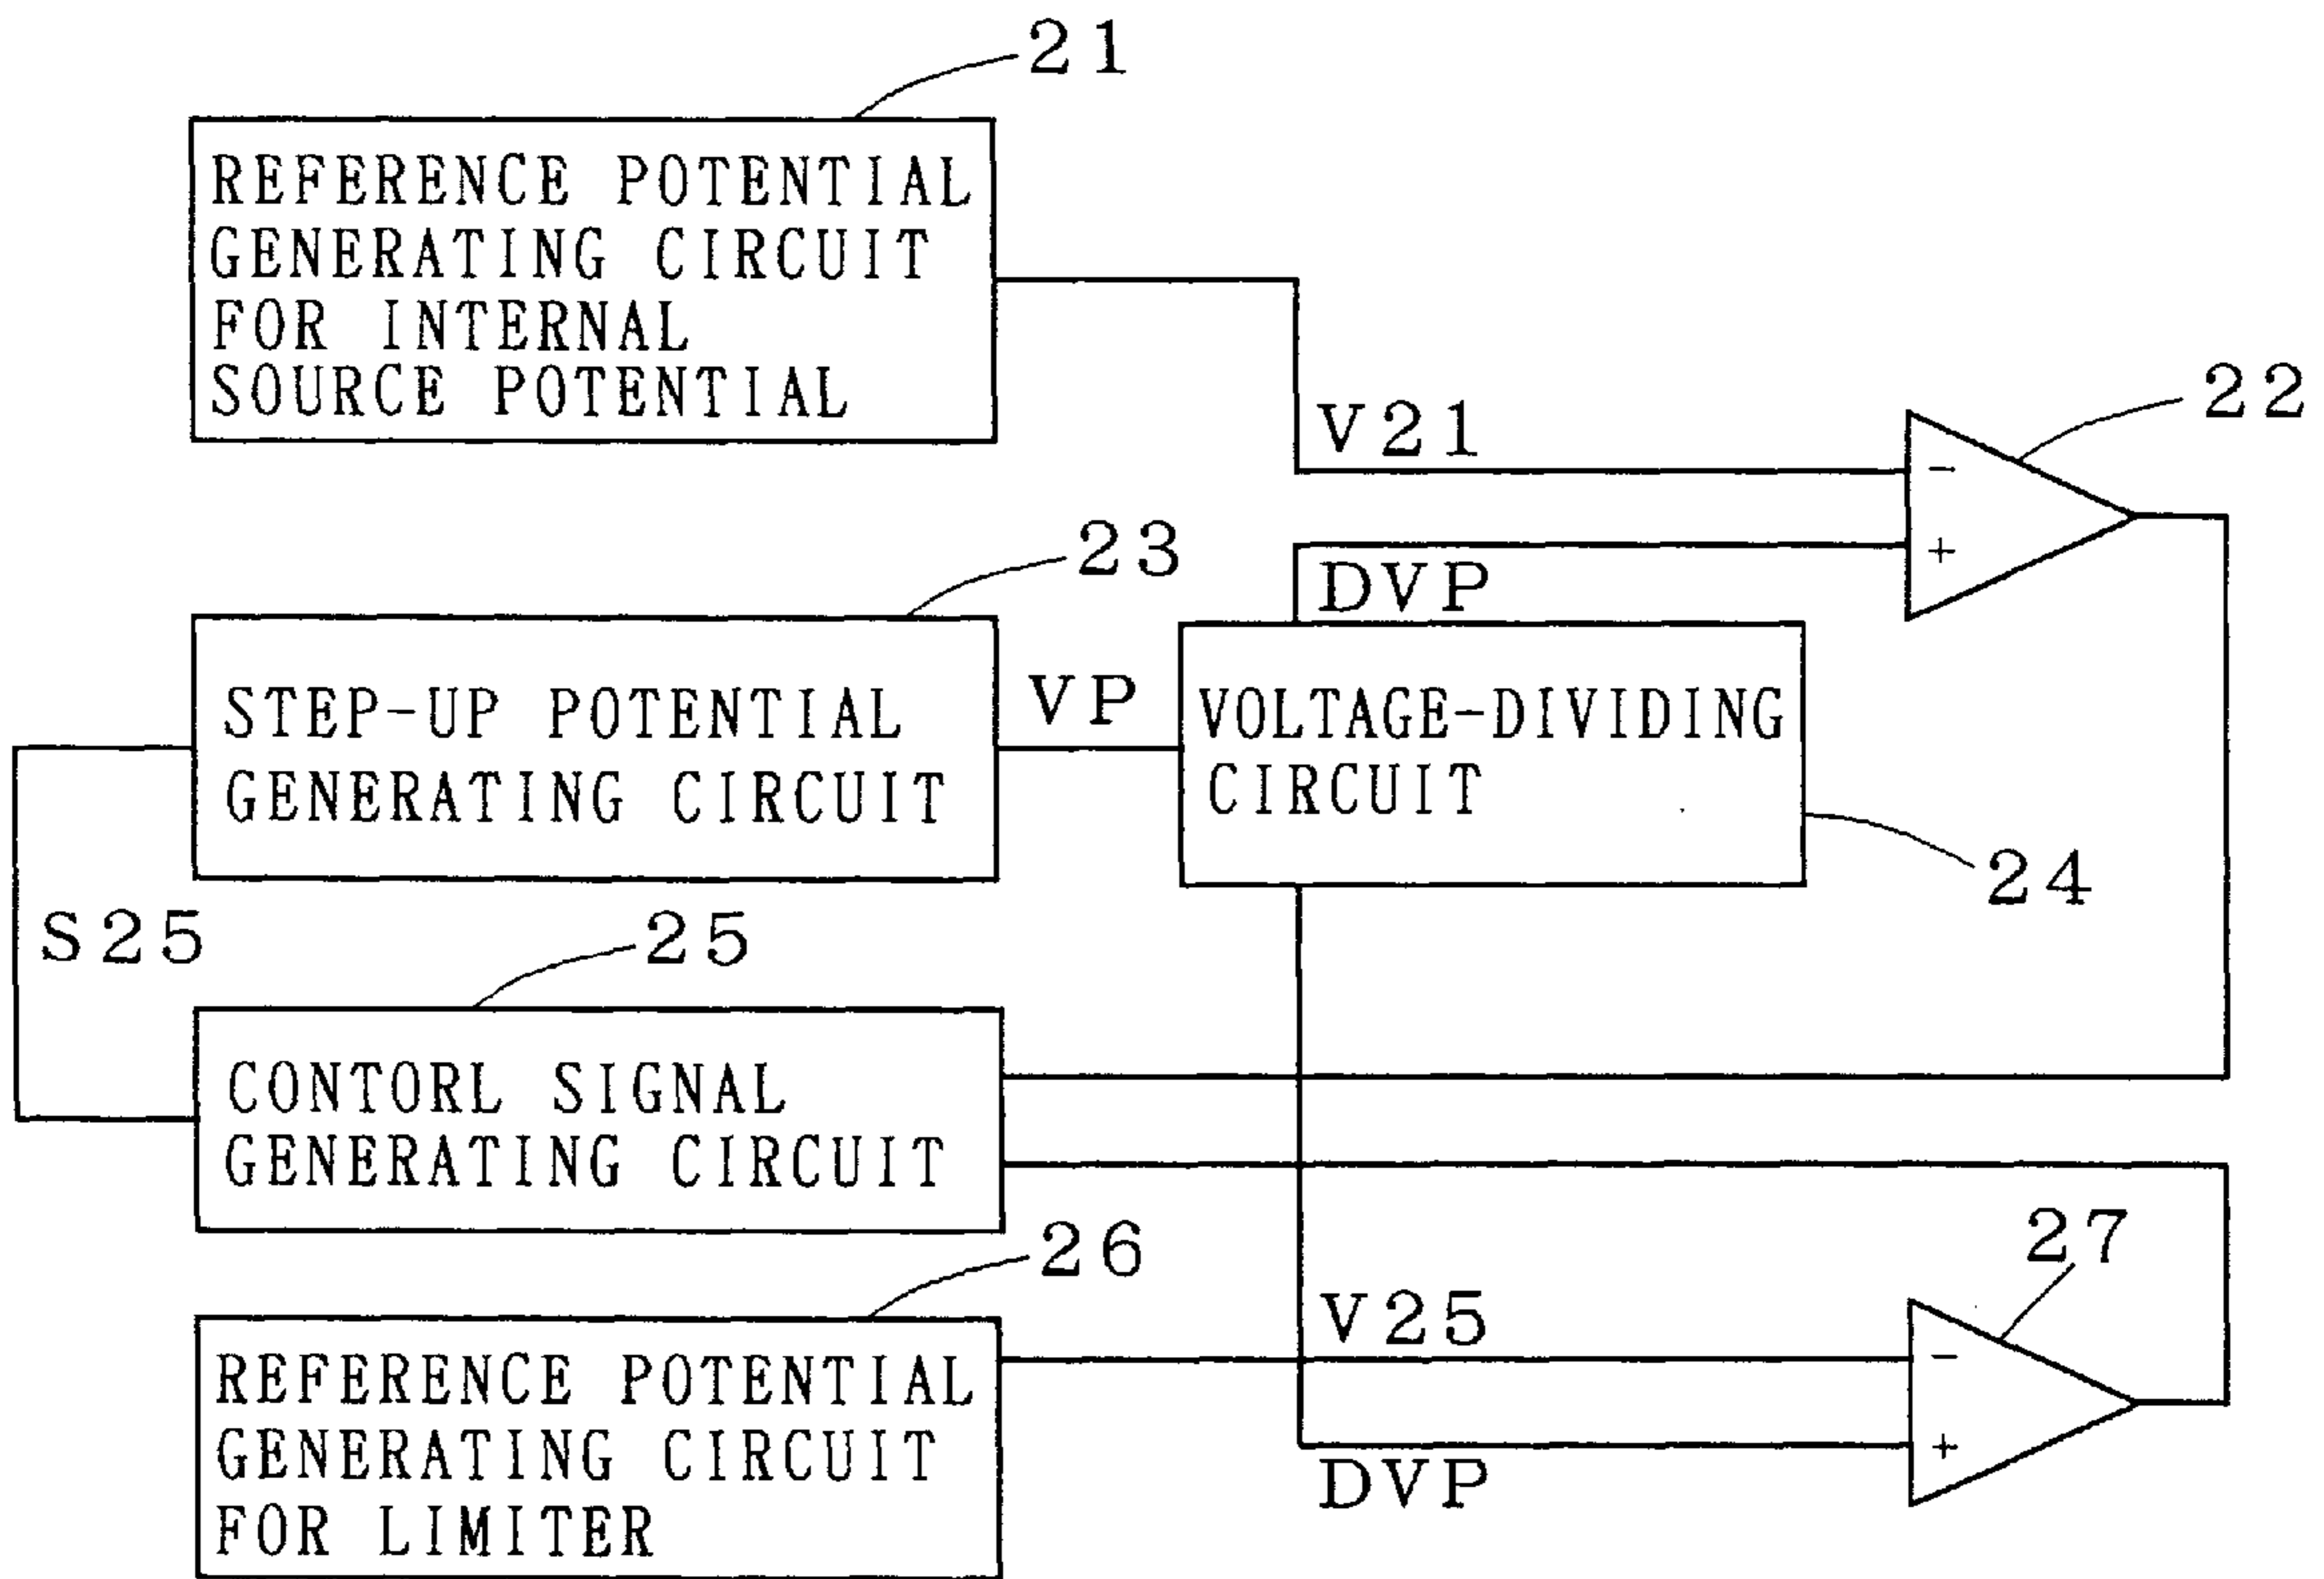 21
REFERENCE POTENTIAL
GENERATING CIRCUIT
FOR INTERNAL
SOURCE POTENTIAL
V21
22
-
+
DVP
23
STEP-UP POTENTIAL
GENERATING CIRCUIT
VP
VOLTAGE-DIVIDING
CIRCUIT
24
S25
25
CONTORL SIGNAL
GENERATING CIRCUIT
26
REFERENCE POTENTIAL
GENERATING CIRCUIT
FOR LIMITER
V25
27
-
+
DVP